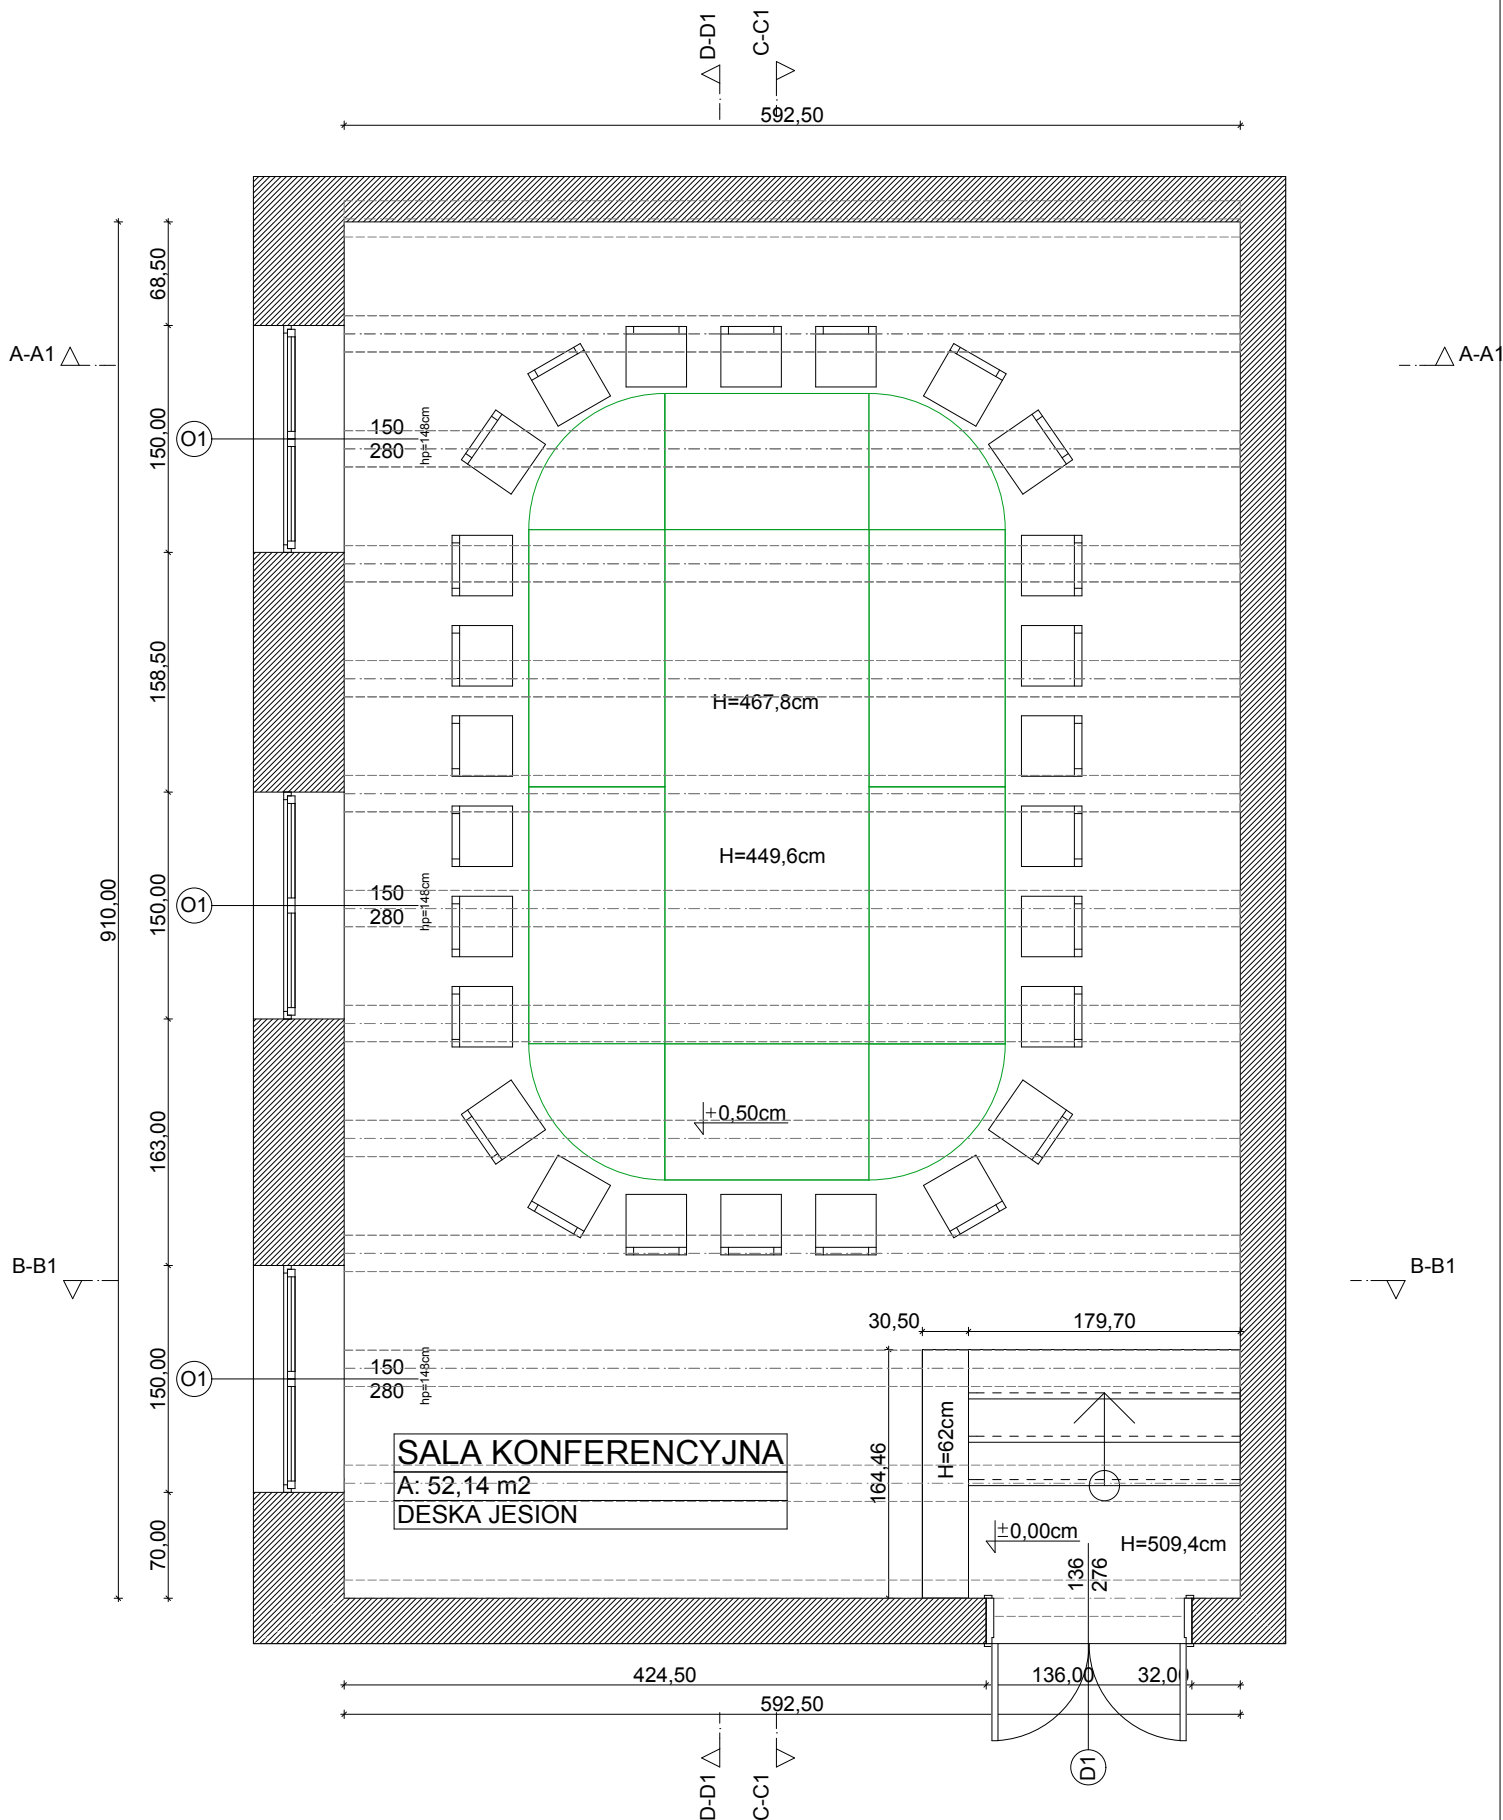 D-D1
C-C1
592,50
68,50
A-A1
A-A1
150,00
O1
150
280
hp=148cm
158,50
H=467,8cm
H=449,6cm
910,00
150,00
O1
150
280
hp=148cm
163,00
±0,50cm
B-B1
B-B1
30,50
179,70
150,00
O1
150
280
hp=148cm
H=62cm
164,46
SALA KONFERENCYJNA
A: 52,14 m2
DESKA JESION
70,00
±0,00cm
H=509,4cm
136
276
424,50
136,00
32,00
592,50
D1
D-D1
C-C1